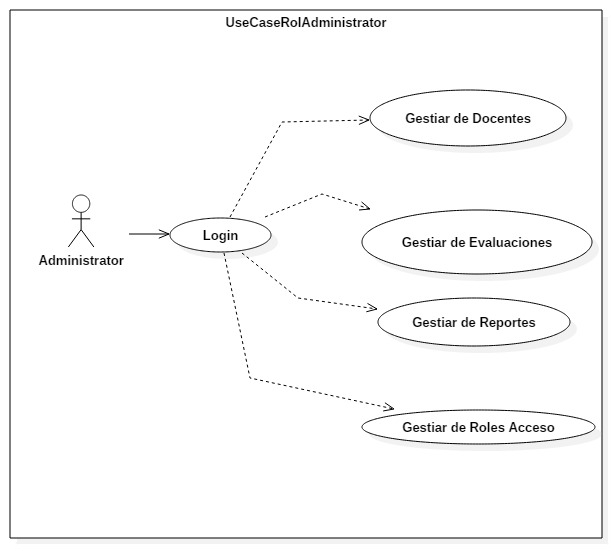 UseCaseRolAdministrator
Gestiar de Docentes
Login
Gestiar de Evaluaciones
Administrator
Gestiar de Reportes
Gestiar de Roles Acceso